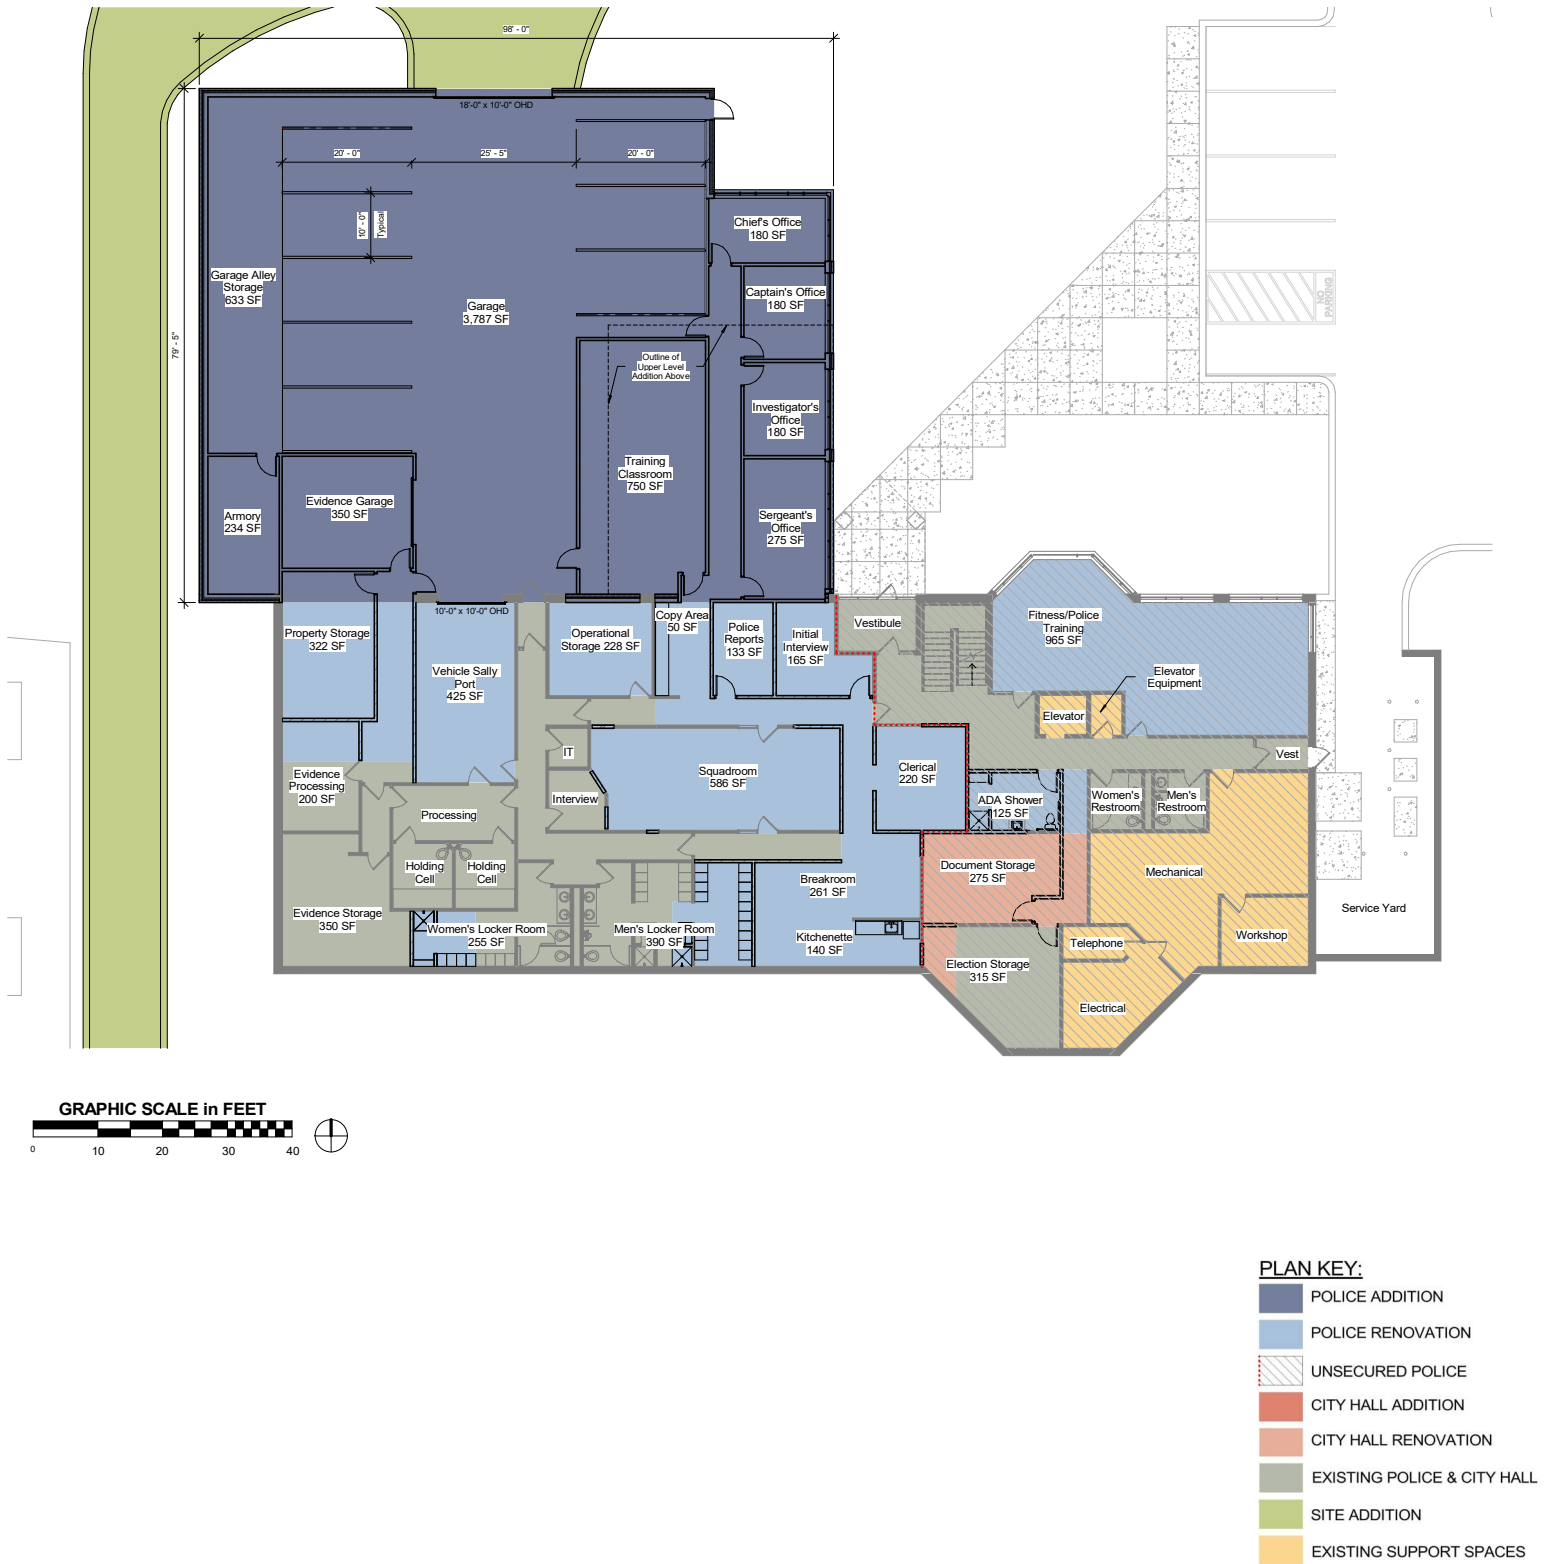 98' - 0"
18'-0" x 10'-0" OHD
20' - 0"
25' - 5"
20' - 0"
10' - 0"
Typical
79' - 5"
Chief's Office
180 SF
Garage Alley
Storage
633 SF
Captain's Office
180 SF
NO
PARKING
Garage
3,787 SF
Outline of
Upper Level
Addition Above
Investigator's
Office
180 SF
Training
Classroom
750 SF
Evidence Garage
350 SF
Armory
234 SF
Sergeant's
Office
275 SF
10'-0" x 10'-0" OHD
Property Storage
322 SF
Vehicle Sally
Port
425 SF
Operational
Storage 228 SF
Copy Area
50 SF
Police
Reports
133 SF
Initial
Interview
165 SF
Vestibule
Fitness/Police
Training
965 SF
Elevator
Equipment
Elevator
IT
Vest
Squadroom
586 SF
Clerical
220 SF
Evidence
Processing
200 SF
Interview
ADA Shower
125 SF
Women's
Restroom
Men's
Restroom
Processing
Holding
Cell
Holding
Cell
Document Storage
275 SF
Mechanical
Breakroom
261 SF
Service Yard
Evidence Storage
350 SF
Women's Locker Room
255 SF
Men's Locker Room
390 SF
Kitchenette
140 SF
Telephone
Workshop
Election Storage
315 SF
Electrical
GRAPHIC SCALE in FEET
0 10 20 30 40
PLAN KEY:
POLICE ADDITION
POLICE RENOVATION
UNSECURED POLICE
CITY HALL ADDITION
CITY HALL RENOVATION
EXISTING POLICE & CITY HALL
SITE ADDITION
EXISTING SUPPORT SPACES